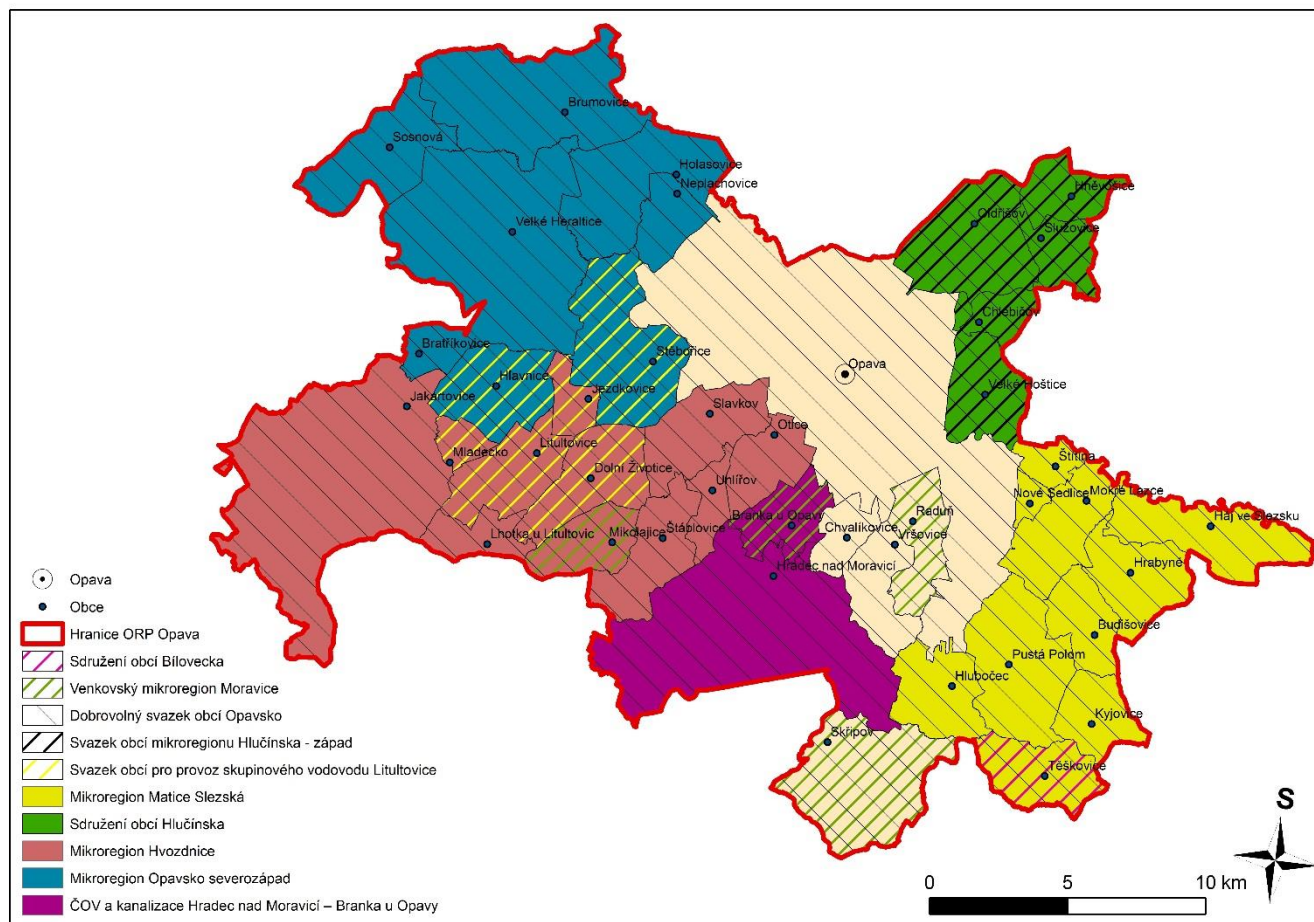 Brumovice
Sosnová
Holasovice
Neplachovice
Hněvošice
Oldřišov
Služovice
Velké Heraltice
Chlebičov
Bratříkovice
Stěbořice
Opava
Hlavnice
Jezdkovice
Velké Hoštice
Jakartovice
Slavkov
Otice
Litultovice
Mladecko
Štítina
Dolní Životice
Uhlířov
Nové Sedlice
Mokré Lazce
Raduň
Branka u Opavy
Chvalíkovice
Háj ve Slezsku
Lhotka u Litultovic
Mikolajice
Štáblovice
Vršovice
Hradec nad Moravicí
Hrabyně
Budišovice
Pustá Polom
Hlubočec
Kyjovice
Skřipov
Těškovice
Opava
Obce
Hranice ORP Opava
Sdružení obcí Bílovecka
Venkovský mikroregion Moravice
Dobrovolný svazek obcí Opavsko
Svazek obcí mikroregionu Hlučínska - západ
Svazek obcí pro provoz skupinového vodovodu Litultovice
Mikroregion Matice Slezská
Sdružení obcí Hlučínska
Mikroregion Hvozdnice
Mikroregion Opavsko severozápad
ČOV a kanalizace Hradec nad Moravicí – Branka u Opavy
S
0 5 10 km